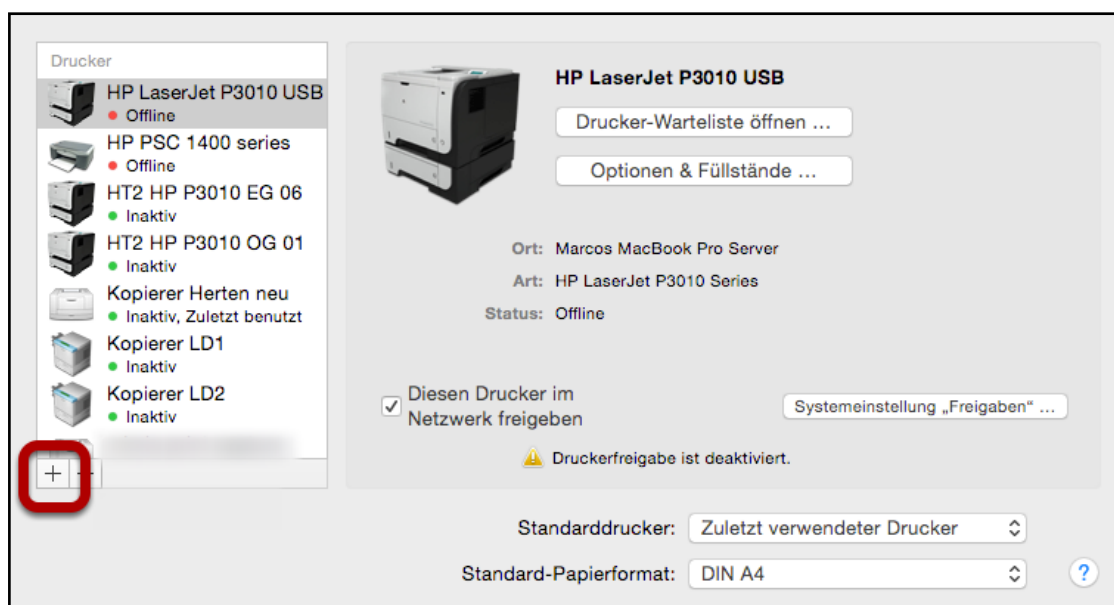 Drucker
HP LaserJet P3010 USB
Offline
HP PSC 1400 series
Offline
HT2 HP P3010 EG 06
Inaktiv
HT2 HP P3010 OG 01
Inaktiv
Kopierer Herten neu
Inaktiv, Zuletzt benutzt
Kopierer LD1
Inaktiv
Kopierer LD2
Inaktiv
+
HP LaserJet P3010 USB
Drucker-Warteliste öffnen ...
Optionen & Füllstände ...
Ort: Marcos MacBook Pro Server
Art: HP LaserJet P3010 Series
Status: Offline
Diesen Drucker im
Netzwerk freigeben
Systemeinstellung „Freigaben“ ...
Druckerfreigabe ist deaktiviert.
Standarddrucker: Zuletzt verwendeter Drucker
Standard-Papierformat: DIN A4
?